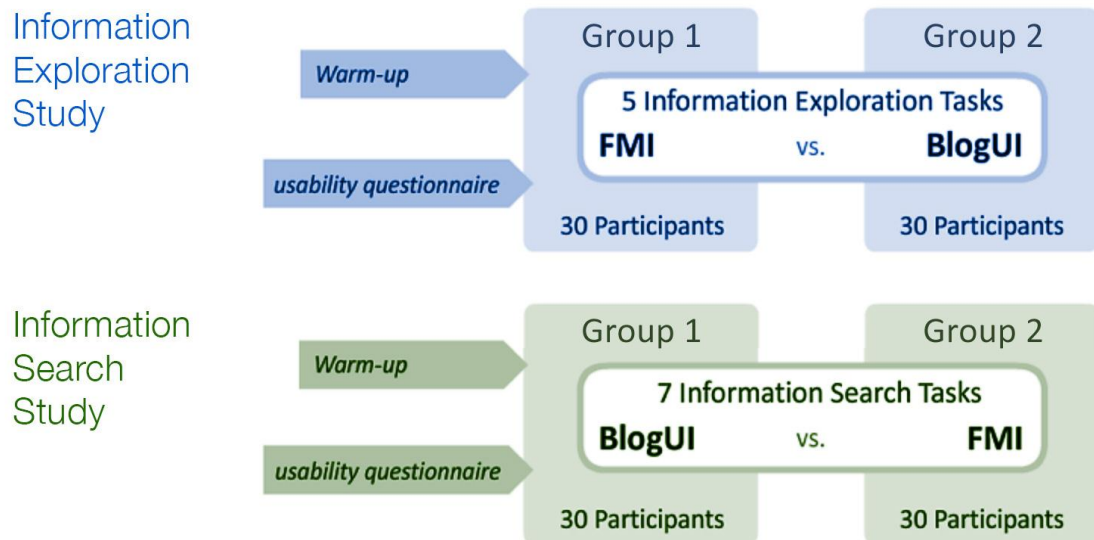 Information
Exploration
Study
Group 1
Group 2
Warm-up
5 Information Exploration Tasks
FMI vs. BlogUI
usability questionnaire
30 Participants
30 Participants
Information
Search
Study
Group 1
Group 2
Warm-up
7 Information Search Tasks
BlogUI vs. FMI
usability questionnaire
30 Participants
30 Participants